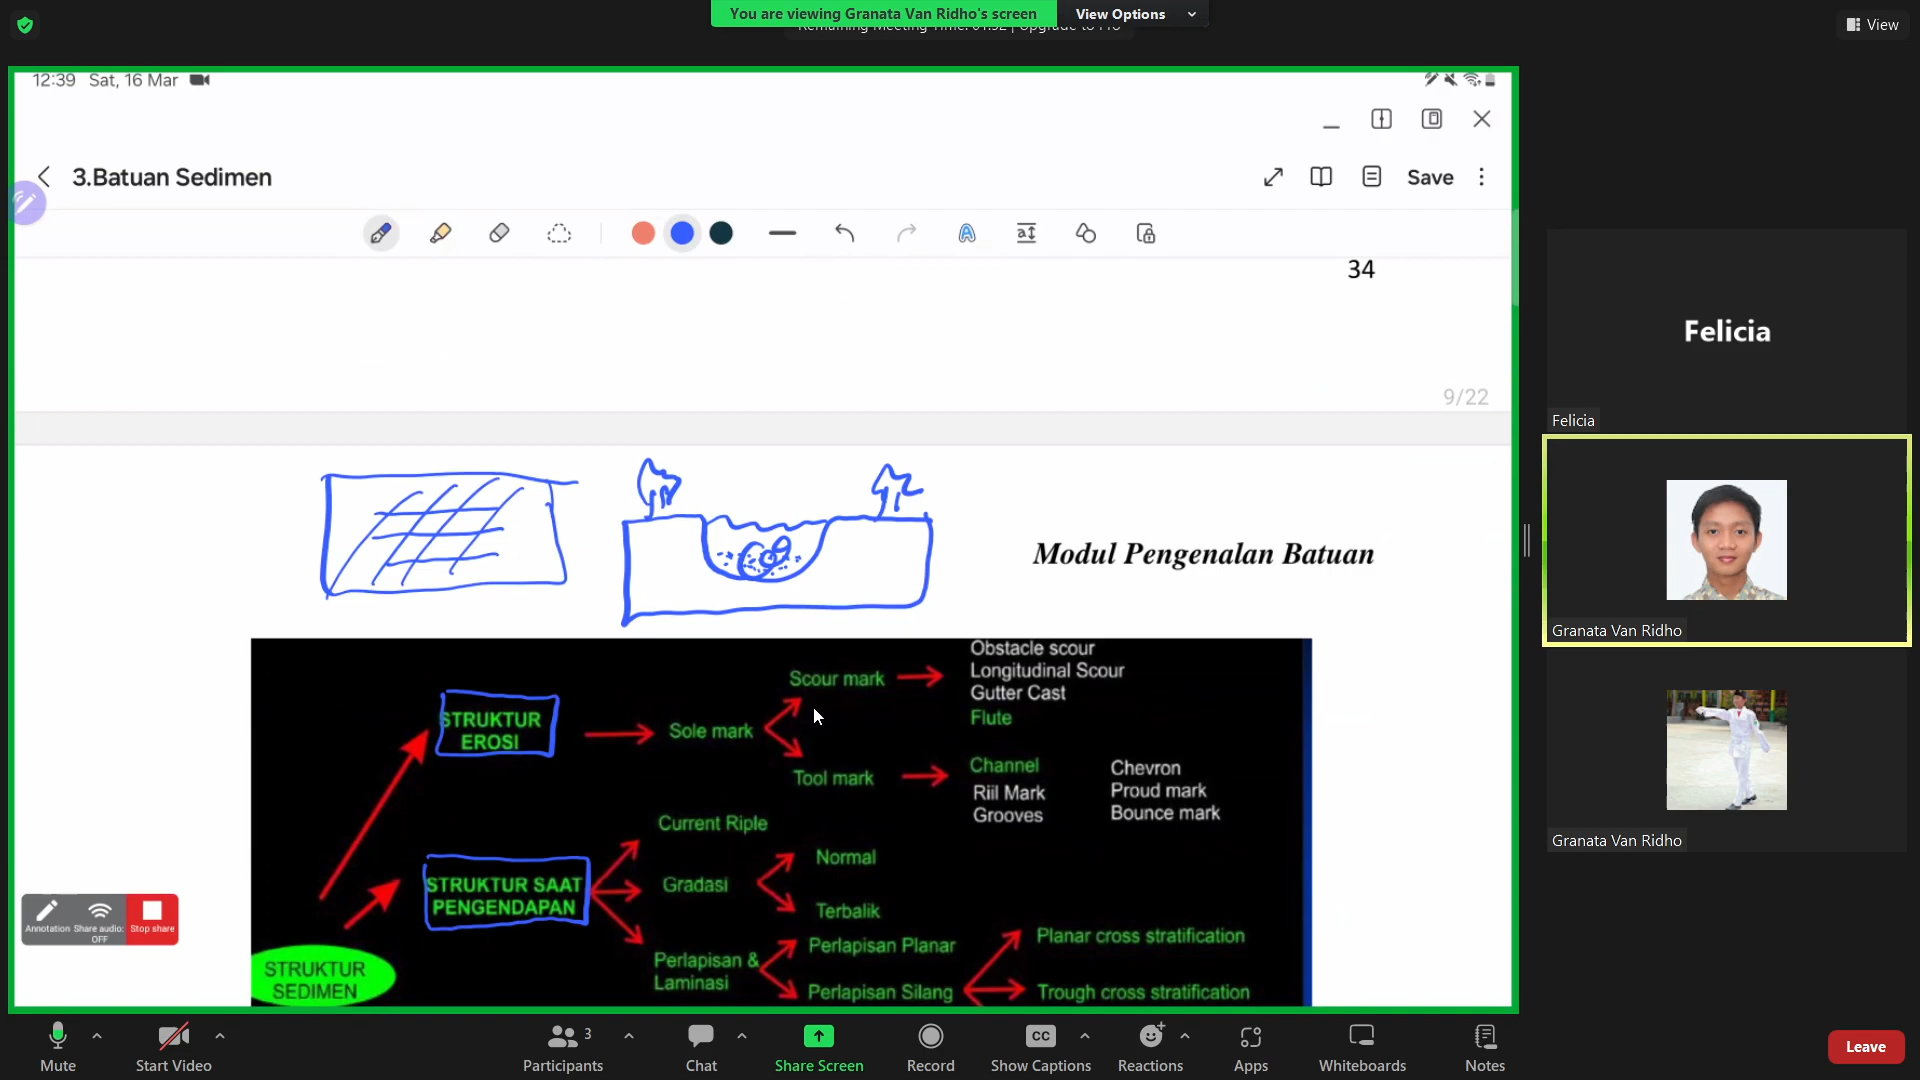 You are viewing Granata Van Ridho's screen
View Options
View
12:39 Sat, 16 Mar
3.Batuan Sedimen
Save
34
9/22
Modul Pengenalan Batuan
STRUKTUR
EROSI
Sole mark
Scour mark
Obstacle scour
Longitudinal Scour
Gutter Cast
Flute
Tool mark
Channel
Riil Mark
Grooves
Chevron
Proud mark
Bounce mark
STRUKTUR SAAT
PENGENDAPAN
Current Riple
Gradasi
Normal
Terbalik
Perlapisan &
Laminasi
Perlapisan Planar
Perlapisan Silang
Planar cross stratification
Trough cross stratification
STRUKTUR
SEDIMEN
Annotation
Share audio:
OFF
Stop share
Felicia
Felicia
Granata Van Ridho
Granata Van Ridho
Mute
Start Video
Participants
3
Chat
Share Screen
Record
CC
Show Captions
Reactions
Apps
Whiteboards
Notes
Leave